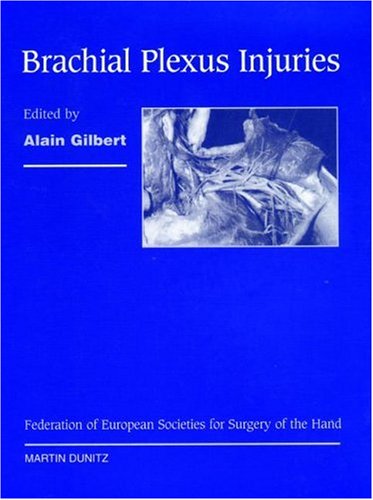 Brachial Plexus Injuries
Edited by
Alain Gilbert
Federation of European Societies for Surgery of the Hand
MARTIN DUNITZ